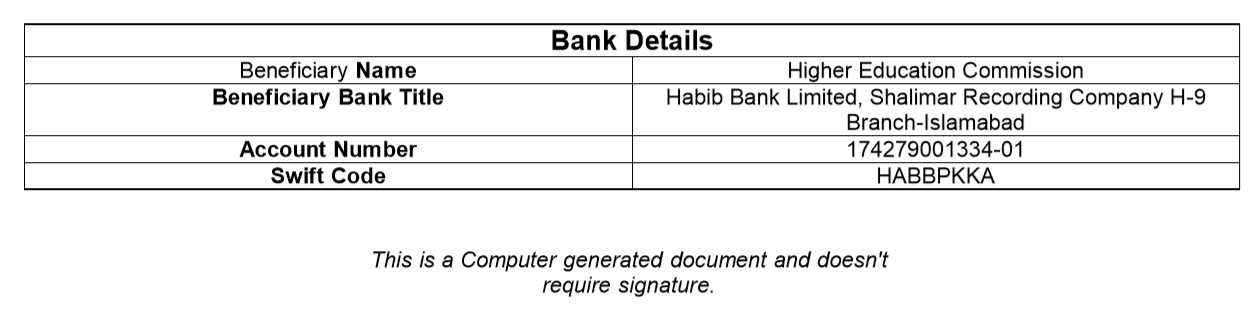 Bank Details
Beneficiary Name
Higher Education Commission
Beneficiary Bank Title
Habib Bank Limited, Shalimar Recording Company H-9
Branch-Islamabad
Account Number
174279001334-01
Swift Code
HABBPKKA
This is a Computer generated document and doesn't
require signature.